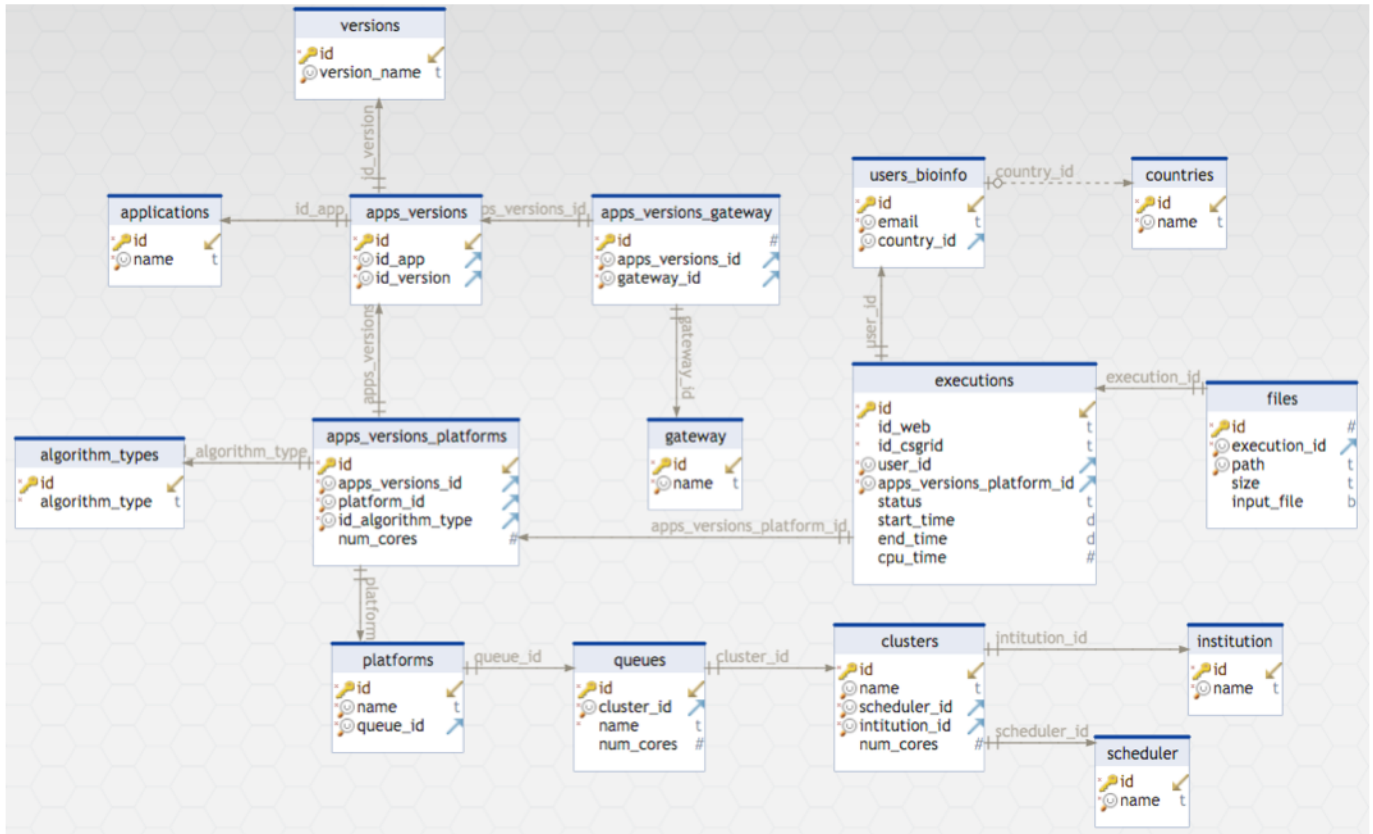 versions
id
version_name t
id_version
applications
id
name t
id_app
apps_versions
id
id_app
id_version
ps_versions_id
apps_versions_gateway
id #
apps_versions_id
gateway_id
users_bioinfo
id
email t
country_id
country_id
countries
id
name t
apps_versions
gateway_id
user_id
algorithm_types
id
algorithm_type t
_algorithm_type
apps_versions_platforms
id
apps_versions_id
platform_id
id_algorithm_type
num_cores #
gateway
id
name t
executions
id
id_web t
id_csgrid t
user_id
apps_versions_platform_id
status t
start_time d
end_time d
cpu_time #
execution_id
files
id #
execution_id
path t
size t
input_file b
apps_versions_platform_id
platform
platforms
id
name t
queue_id
queue_id
queues
id
cluster_id
name t
num_cores #
cluster_id
clusters
id
name t
scheduler_id
intitution_id
num_cores #
intitution_id
institution
id
name t
scheduler_id
scheduler
id
name t